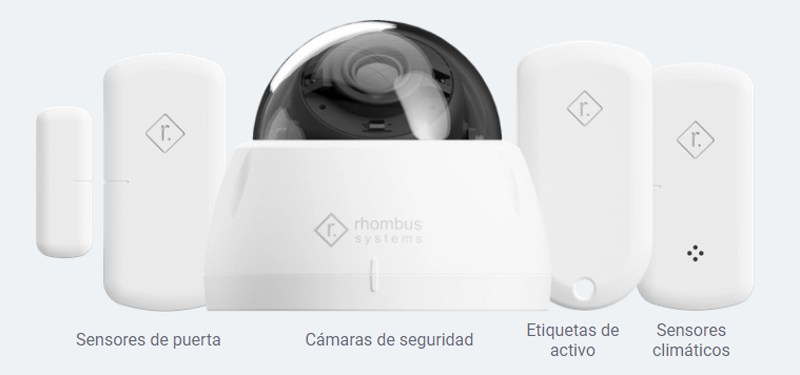 r.
r.
r.
r.
rhombus
systems
Sensores de puerta
Cámaras de seguridad
Etiquetas de
activo
Sensores
climáticos